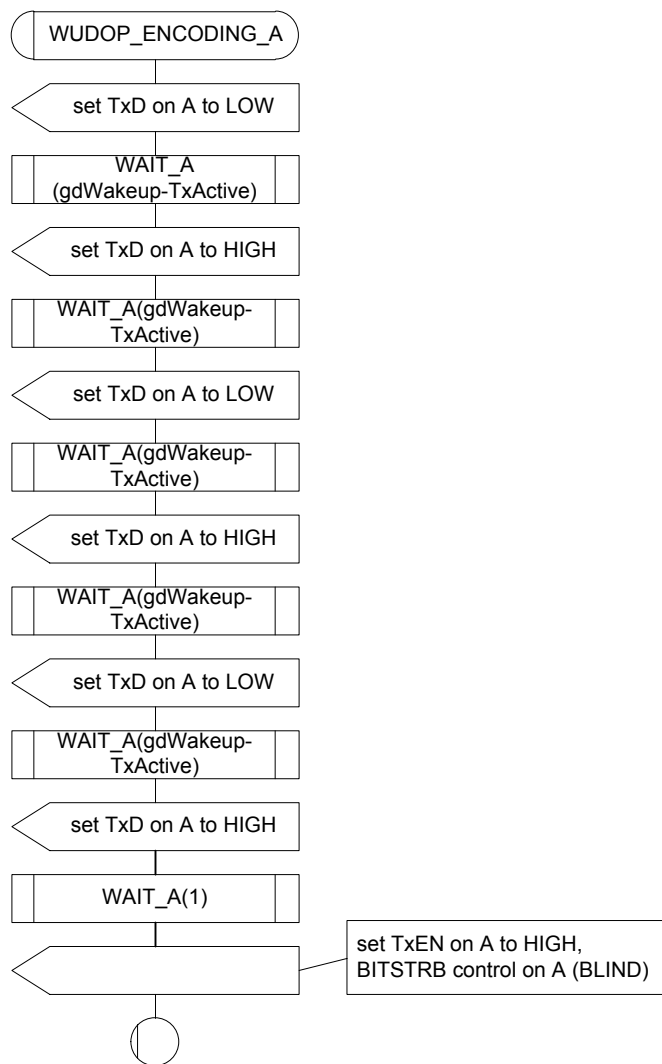 WUDOP_ENCODING_A
set TxD on A to LOW
WAIT_A
(gdWakeup-TxActive)
set TxD on A to HIGH
WAIT_A(gdWakeup-
TxActive)
set TxD on A to LOW
WAIT_A(gdWakeup-
TxActive)
set TxD on A to HIGH
WAIT_A(gdWakeup-
TxActive)
set TxD on A to LOW
WAIT_A(gdWakeup-
TxActive)
set TxD on A to HIGH
WAIT_A(1)
set TxEN on A to HIGH,
BITSTRB control on A (BLIND)